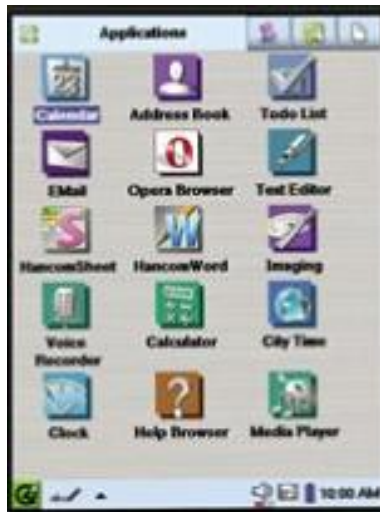 Applications
23
Calendar
Address Book
Todo List
EMail
Opera Browser
Text Editor
HancomSheet
HancomWord
Imaging
Voice
Recorder
Calculator
City Time
Clock
Help Browser
Media Player
10:00 AM